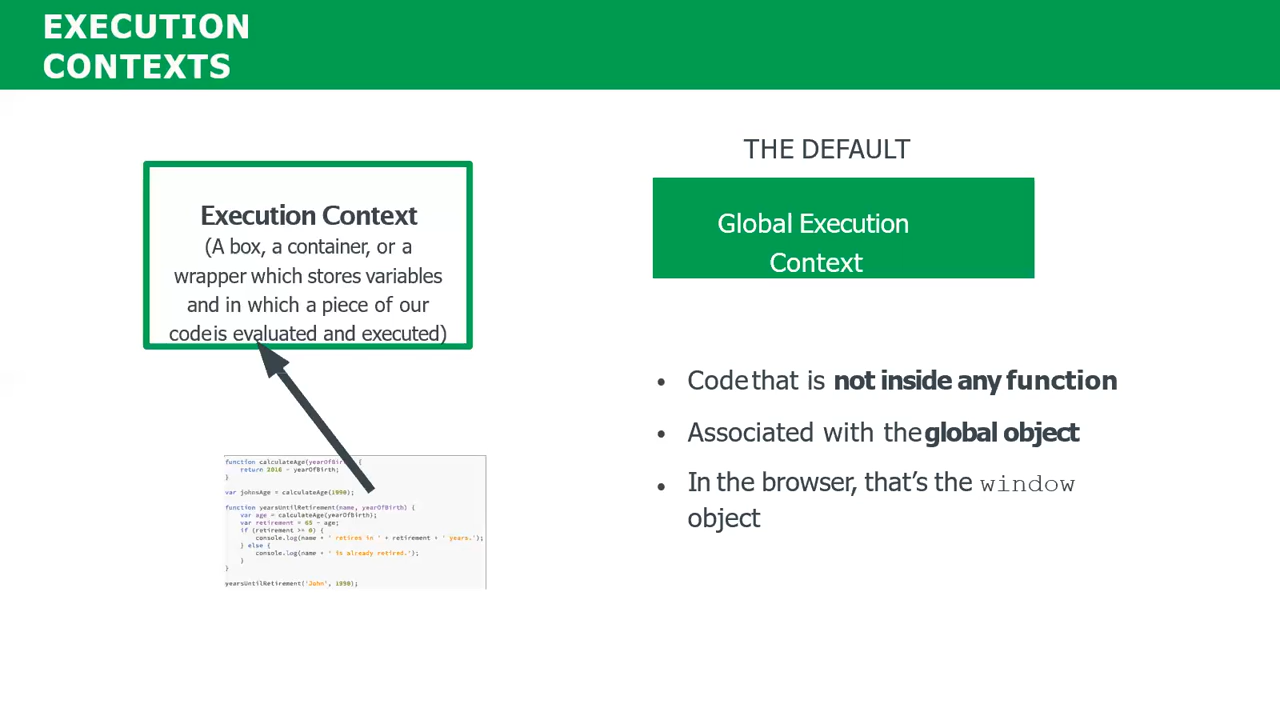 EXECUTION
CONTEXTS
Execution Context
(A box, a container, or a
wrapper which stores variables
and in which a piece of our
code is evaluated and executed)
function calculateAge(yearOfBirth) {
return 2016 - yearOfBirth;
}
var johnsAge = calculateAge(1990);
function yearsUntilRetirement(name, yearOfBirth) {
var age = calculateAge(yearOfBirth);
var retirement = 65 - age;
if (retirement >= 0) {
console.log(name + ' retires in ' + retirement + ' years.');
} else {
console.log(name + ' is already retired.');
}
}
yearsUntilRetirement('John', 1990);
THE DEFAULT
Global Execution
Context
• Code that is not inside any function
• Associated with the global object
• In the browser, that’s the window
object